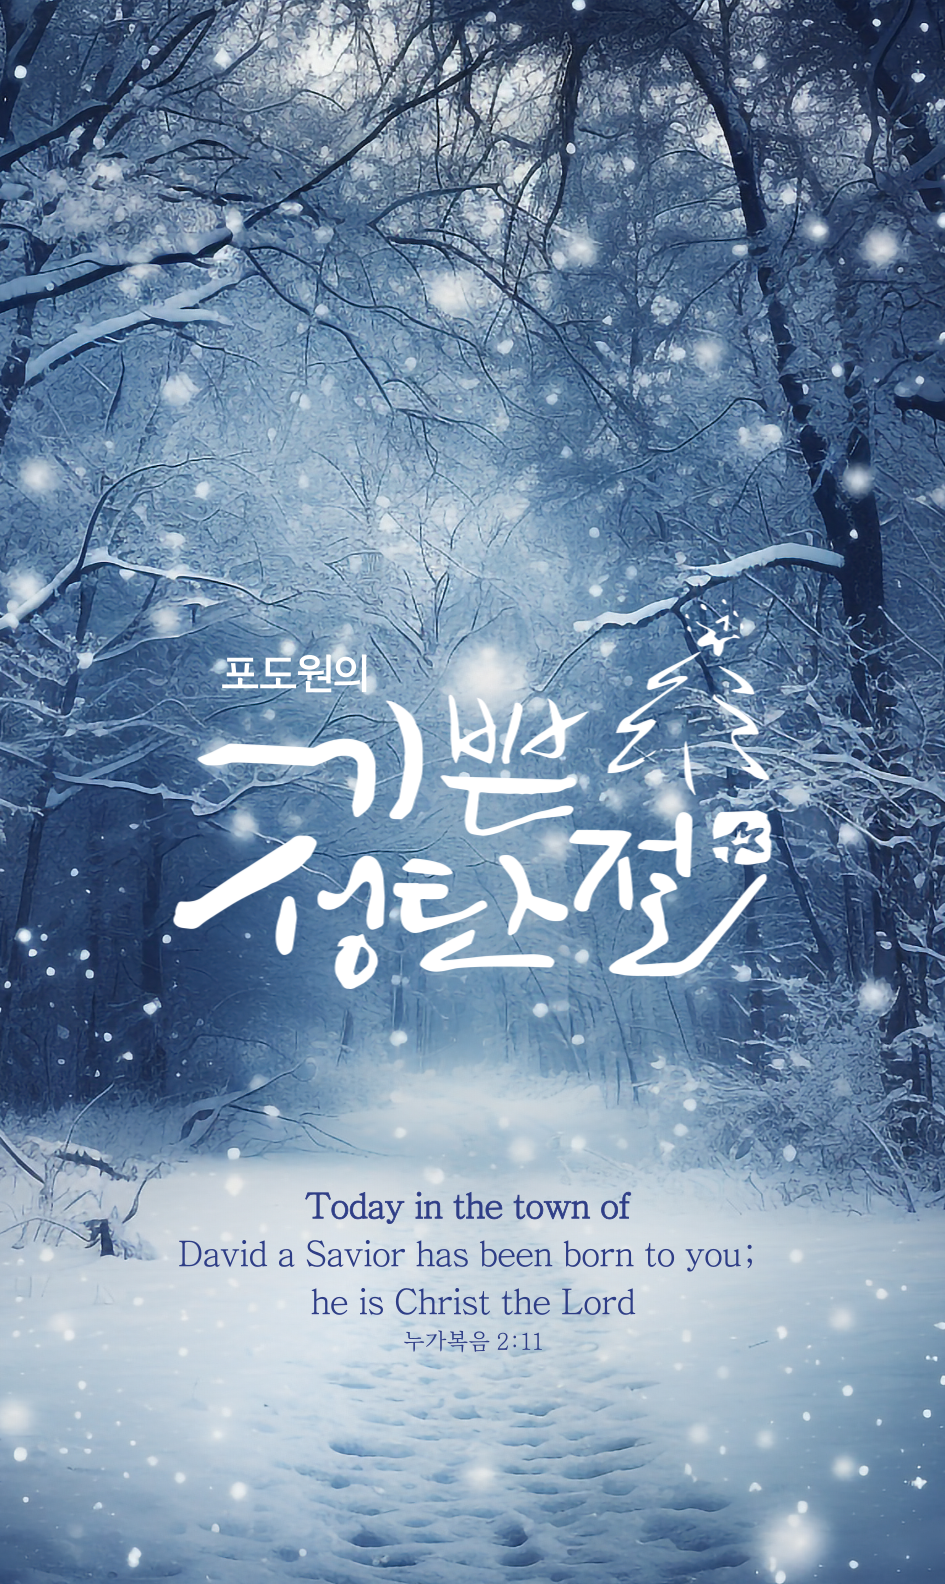 포도원의
기쁜
성탄절
Today in the town of
David a Savior has been born to you;
he is Christ the Lord
누가복음 2:11